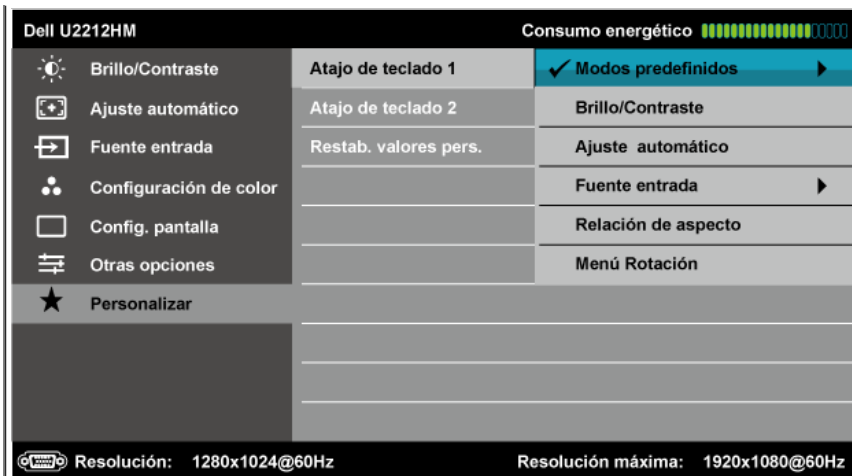 Dell U2212HM Consumo energético
Brillo/Contraste Atajo de teclado 1 Modos predefinidos
Ajuste automático Atajo de teclado 2 Brillo/Contraste
Fuente entrada Restab. valores pers. Ajuste automático
Configuración de color Fuente entrada
Config. pantalla Relación de aspecto
Otras opciones Menú Rotación
Personalizar
Resolución: 1280x1024@60Hz Resolución máxima: 1920x1080@60Hz